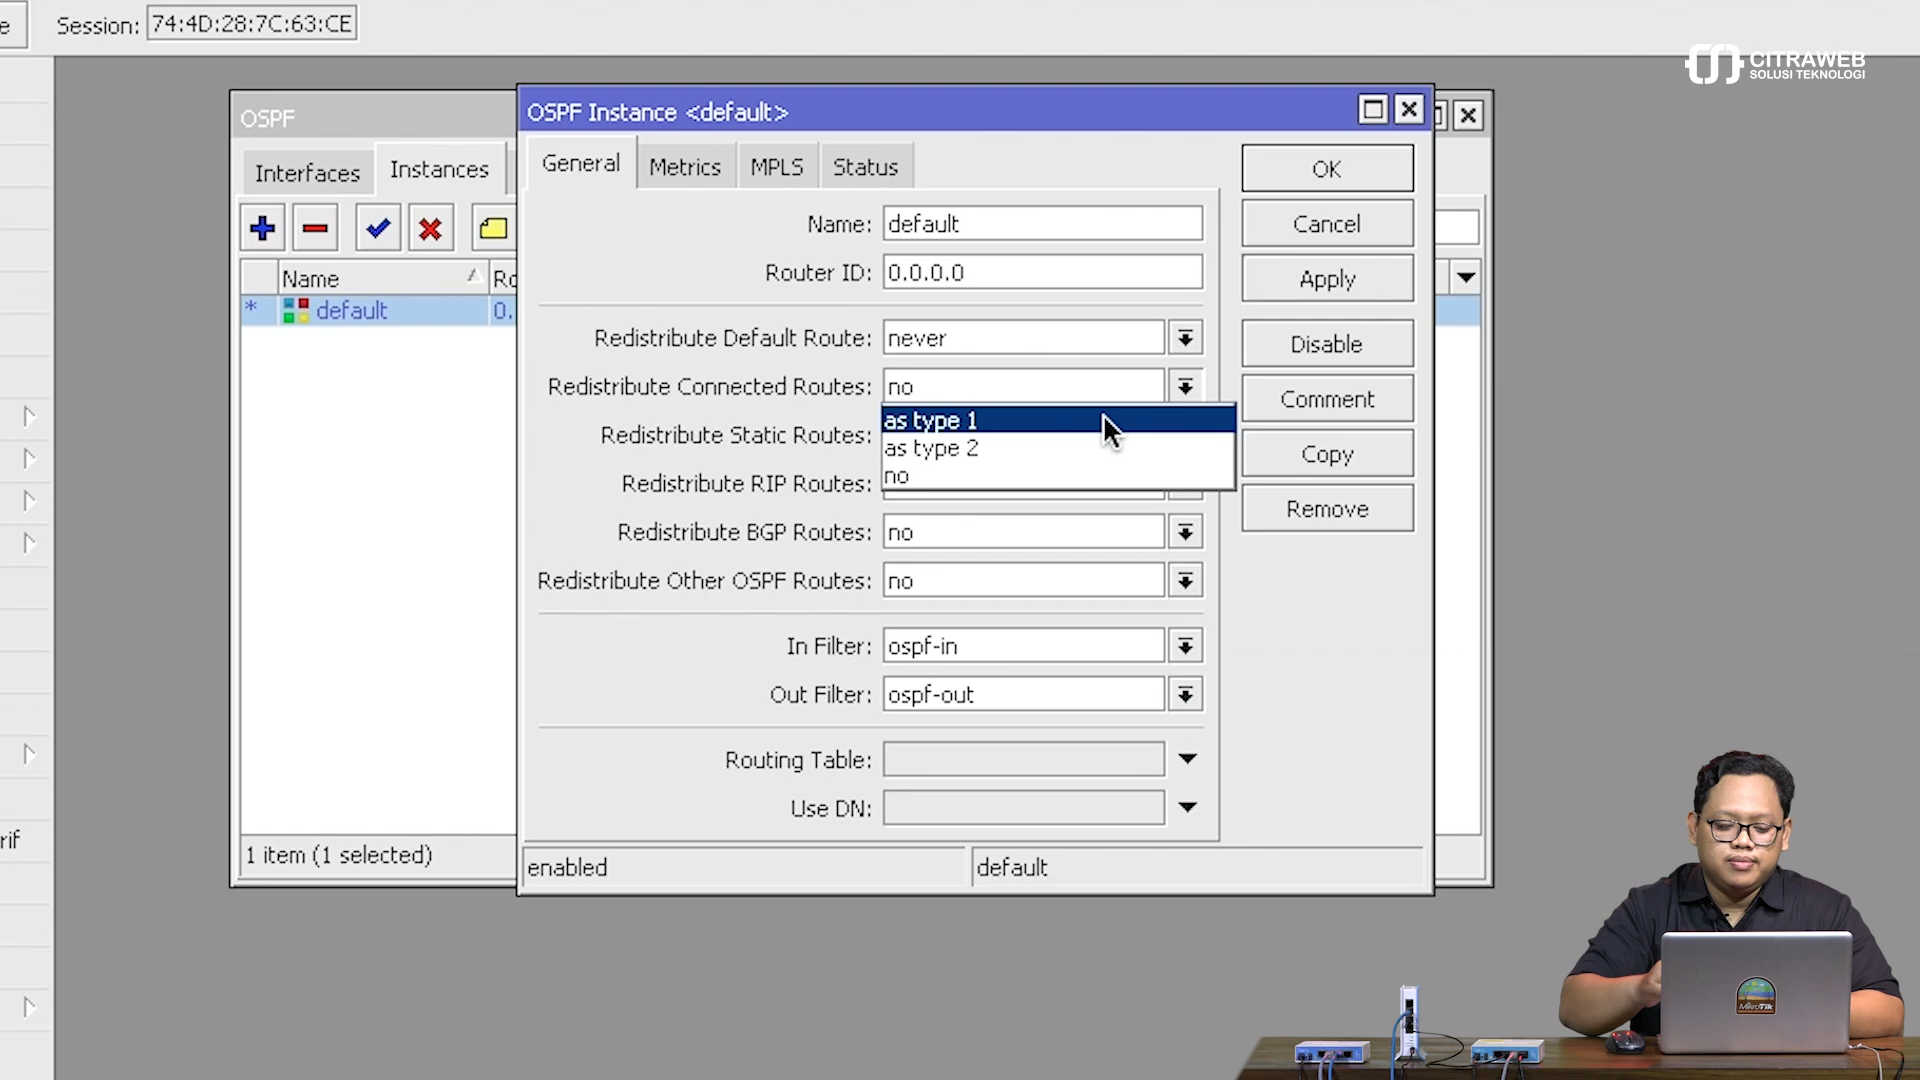 e
Session: 74:4D:28:7C:63:CE
CITRAWEB
SOLUSI TEKNOLOGI
OSPF
OSPF Instance <default>
Interfaces
Instances
General
Metrics
MPLS
Status
OK
Name: default
Cancel
Router ID: 0.0.0.0
Apply
Name
Ro
default
0.
Redistribute Default Route: never
Disable
Redistribute Connected Routes: no
Comment
as type 1
Redistribute Static Routes:
as type 2
Copy
no
Redistribute RIP Routes:
Remove
Redistribute BGP Routes: no
Redistribute Other OSPF Routes: no
In Filter: ospf-in
Out Filter: ospf-out
Routing Table:
Use DN:
rif
1 item (1 selected)
enabled
default
MikroTik